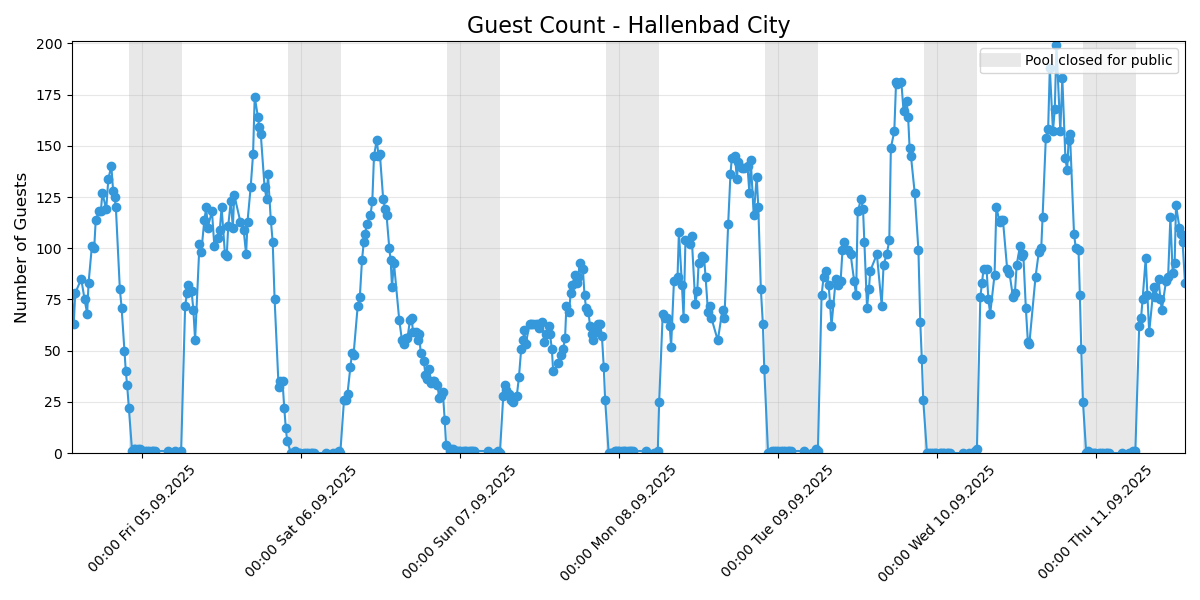 Guest Count - Hallenbad City
Pool closed for public
Number of Guests
200
175
150
125
100
75
50
25
0
00:00 Fri 05.09.2025
00:00 Sat 06.09.2025
00:00 Sun 07.09.2025
00:00 Mon 08.09.2025
00:00 Tue 09.09.2025
00:00 Wed 10.09.2025
00:00 Thu 11.09.2025